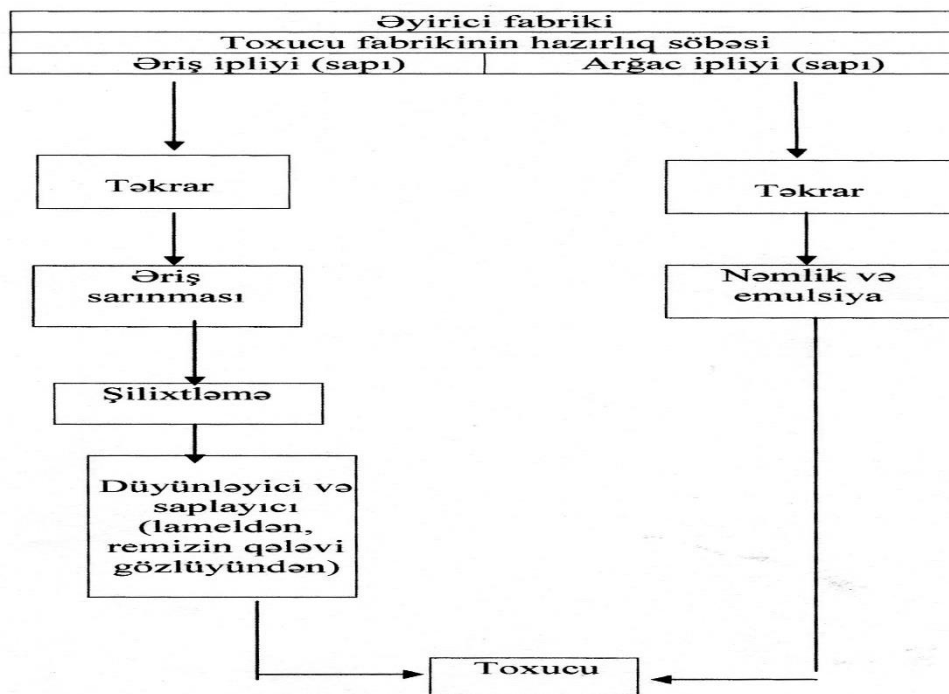 Əyirici fabriki
Toxucu fabrikinin hazırlıq söbəsi
Əriş ipliyi (sapı)
Arğac ipliyi (sapı)
Təkrar
Təkrar
Əriş
sarınması
Nəmlik və
emulsiya
Şilixtləmə
Düyünləyici və
saplayıcı
(lameldən,
remizin qələvi
gözlüyündən)
Toxucu